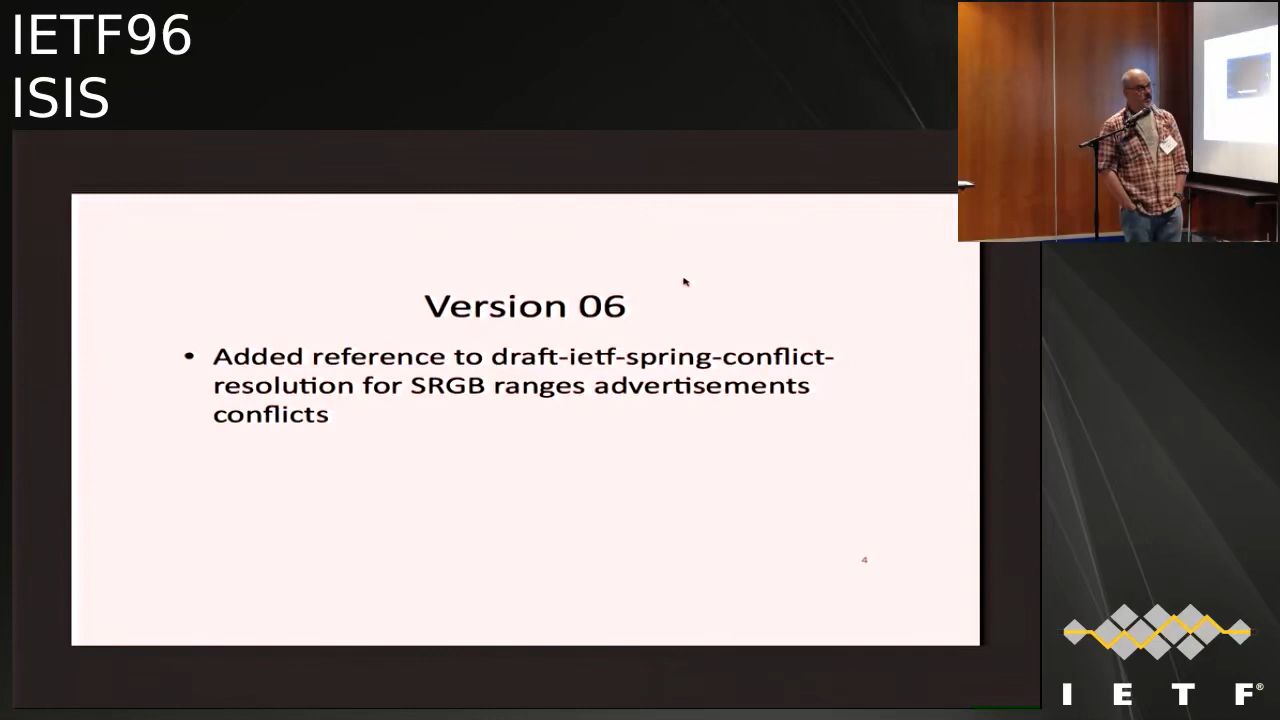 IETF96
ISIS
Version 06
• Added reference to draft-ietf-spring-conflict-
resolution for SRGB ranges advertisements
conflicts
4
I E T F®